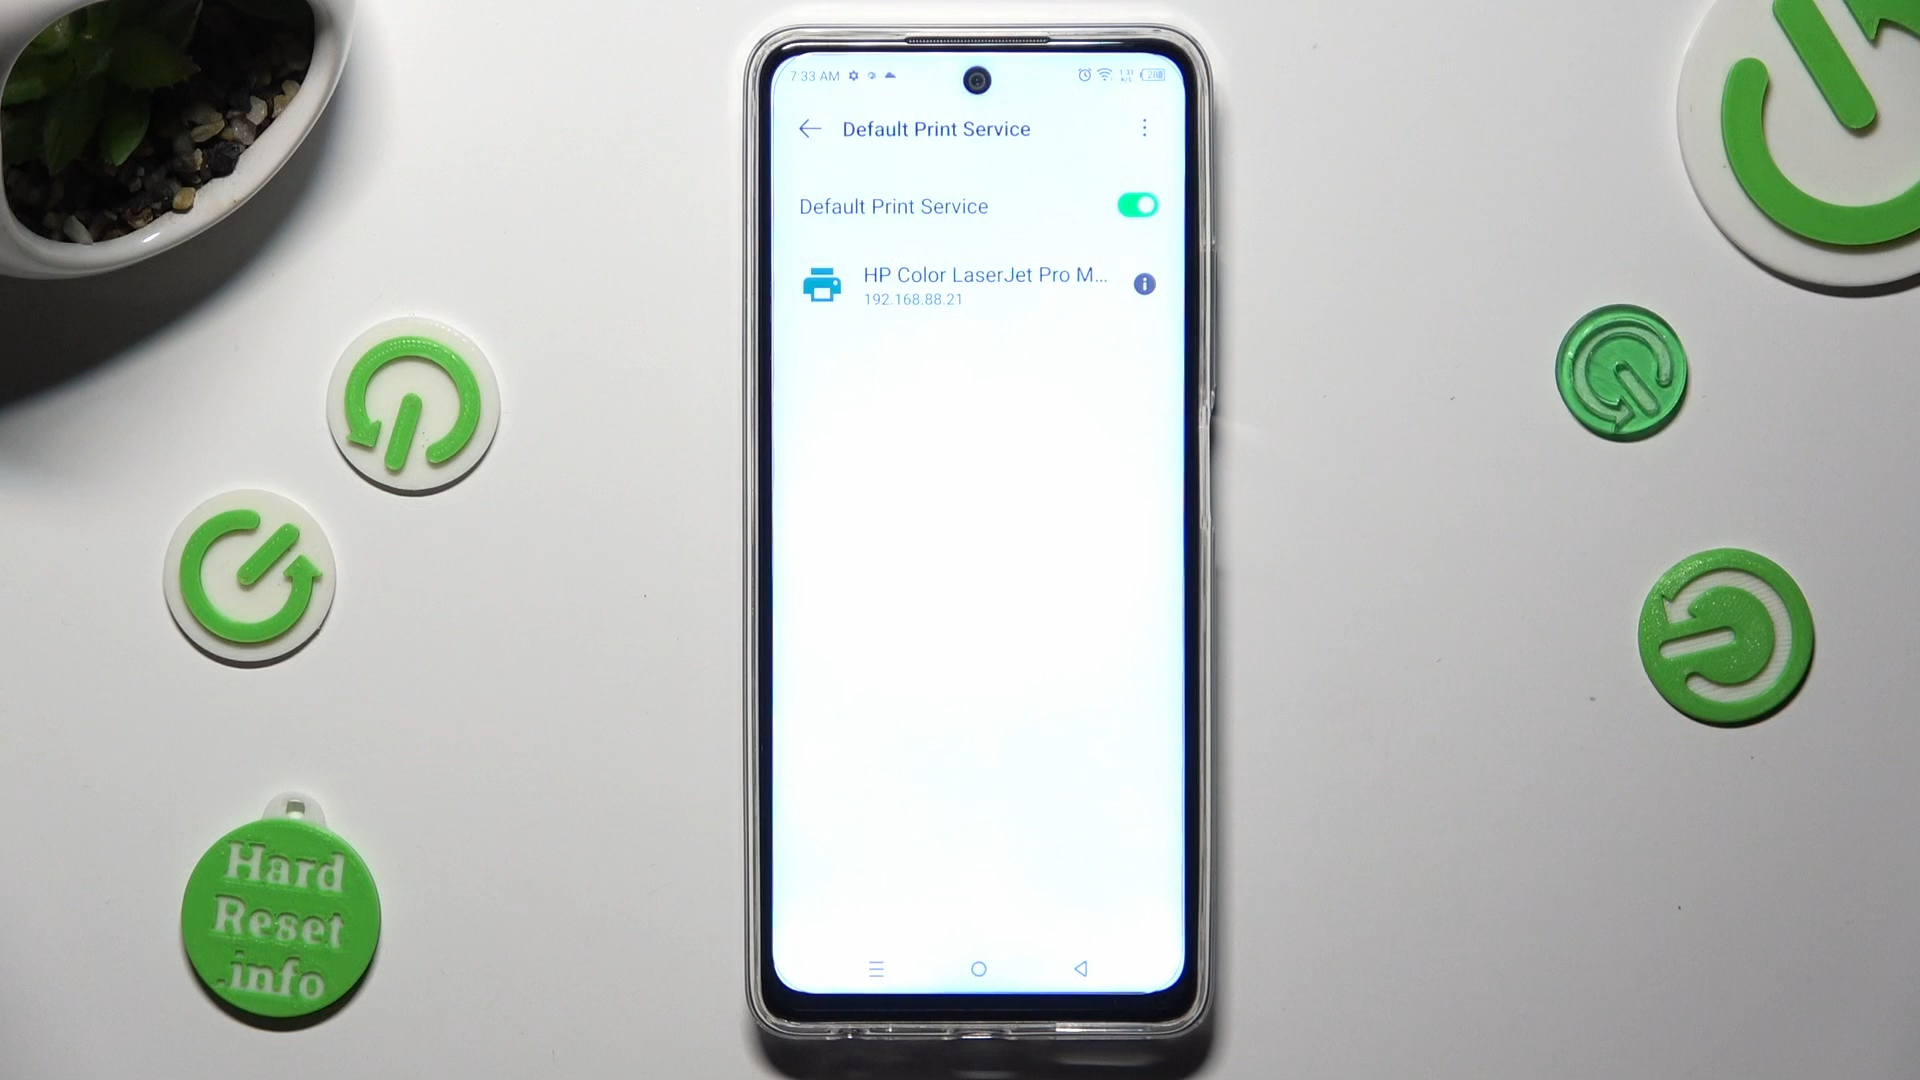 7:33 AM
Default Print Service
Default Print Service
HP Color LaserJet Pro M...
192.168.88.21
Hard
Reset
.info